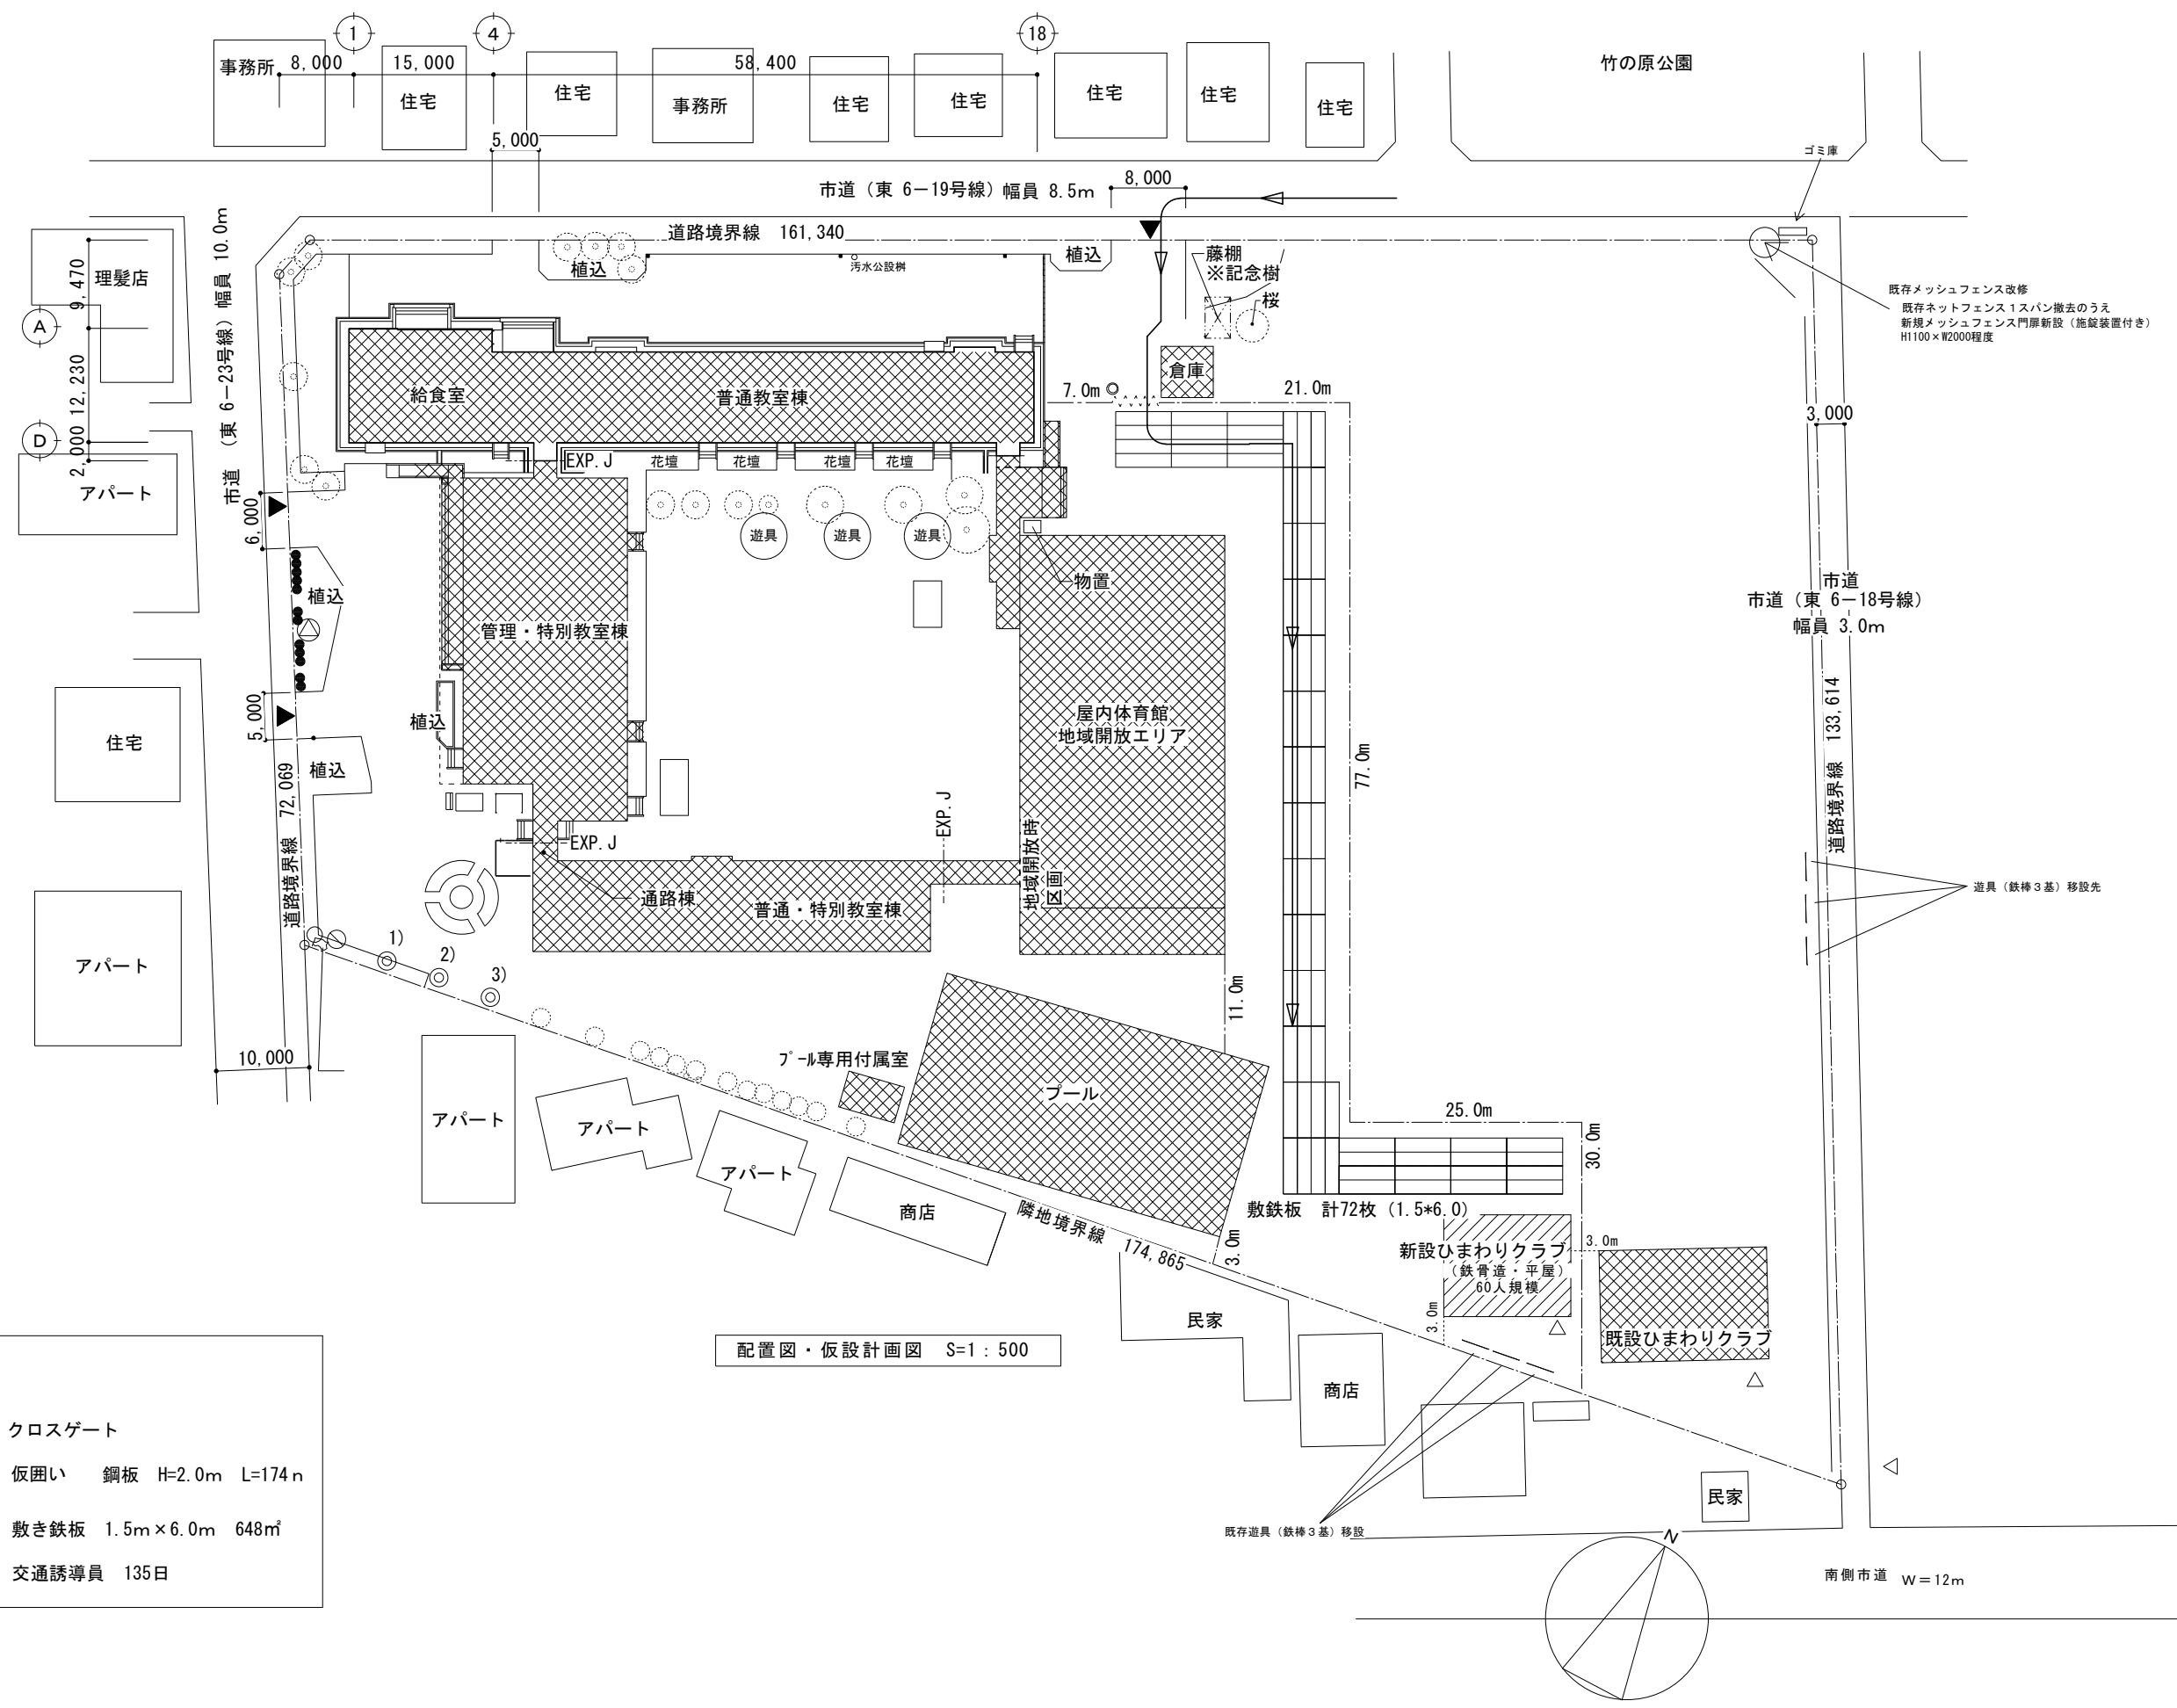 1
4
18
事務所
8,000
15,000
58,400
住宅
住宅
事務所
住宅
住宅
住宅
住宅
住宅
竹の原公園
5,000
ゴミ庫
市道（東 6－19号線）幅員 8.5m
8,000
道路境界線　161,340
市道　（東 6－23号線）幅員 10.0m
理髪店
9,470
A
12,230
D
2,000
アパート
植込
汚水公設桝
植込
藤棚
※記念樹
桜
既存メッシュフェンス改修
既存ネットフェンス１スパン撤去のうえ
新規メッシュフェンス門扉新設（施錠装置付き）
H1100×W2000程度
給食室
普通教室棟
倉庫
7.0m
21.0m
3,000
EXP.J
花壇
花壇
花壇
花壇
6,000
遊具
遊具
遊具
物置
植込
管理・特別教室棟
市道
市道（東 6－18号線）
幅員 3.0m
屋内体育館
地域開放エリア
77.0m
道路境界線　133,614
5,000
植込
住宅
植込
道路境界線　72,069
EXP.J
EXP.J
地域開放時
区画
通路棟
普通・特別教室棟
遊具（鉄棒３基）移設先
1)
2)
3)
アパート
11.0m
10,000
ﾌﾟｰﾙ専用付属室
プール
アパート
アパート
アパート
商店
25.0m
30.0m
敷鉄板　計72枚（1.5*6.0）
隣地境界線　174,865
3.0m
新設ひまわりクラブ
（鉄骨造・平屋）
60人規模
3.0m
3.0m
既設ひまわりクラブ
民家
配置図・仮設計画図　S=1：500
商店
クロスゲート
仮囲い　鋼板　H=2.0m　L=174n
敷き鉄板　1.5m×6.0m　648㎡
交通誘導員　135日
民家
既存遊具（鉄棒３基）移設
N
南側市道　W＝12m